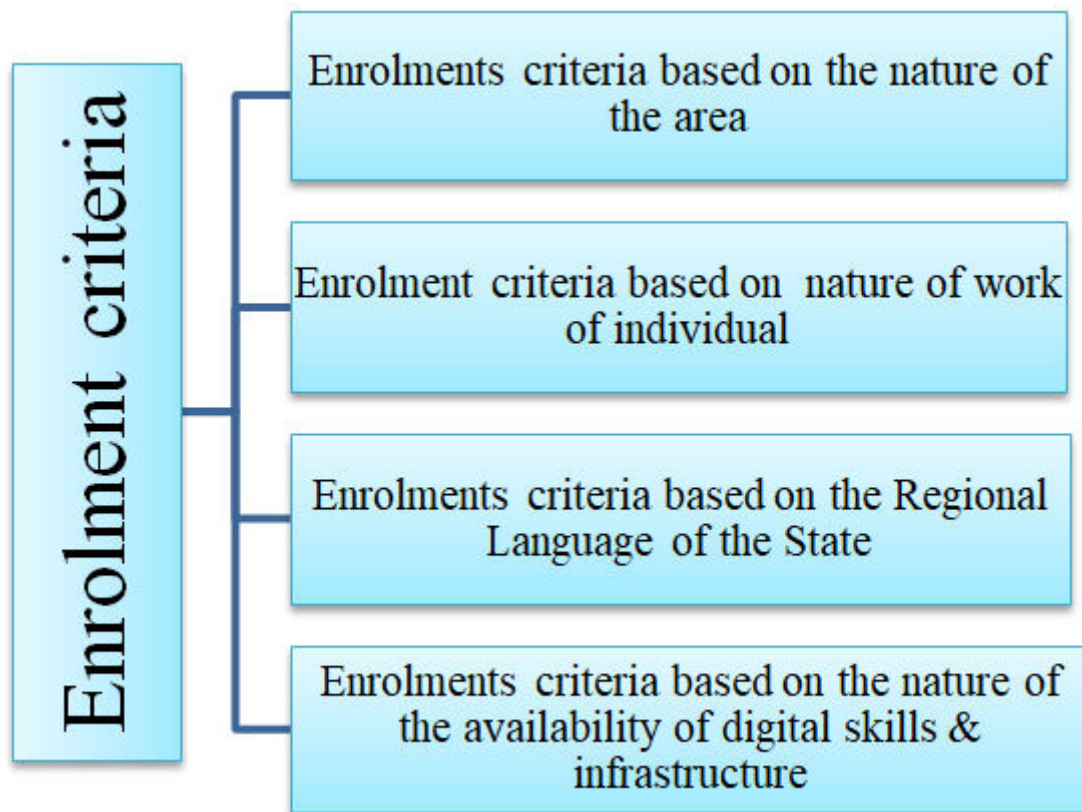 Enrolment criteria
Enrolments criteria based on the nature of
the area
Enrolment criteria based on nature of work
of individual
Enrolments criteria based on the Regional
Language of the State
Enrolments criteria based on the nature of
the availability of digital skills &
infrastructure